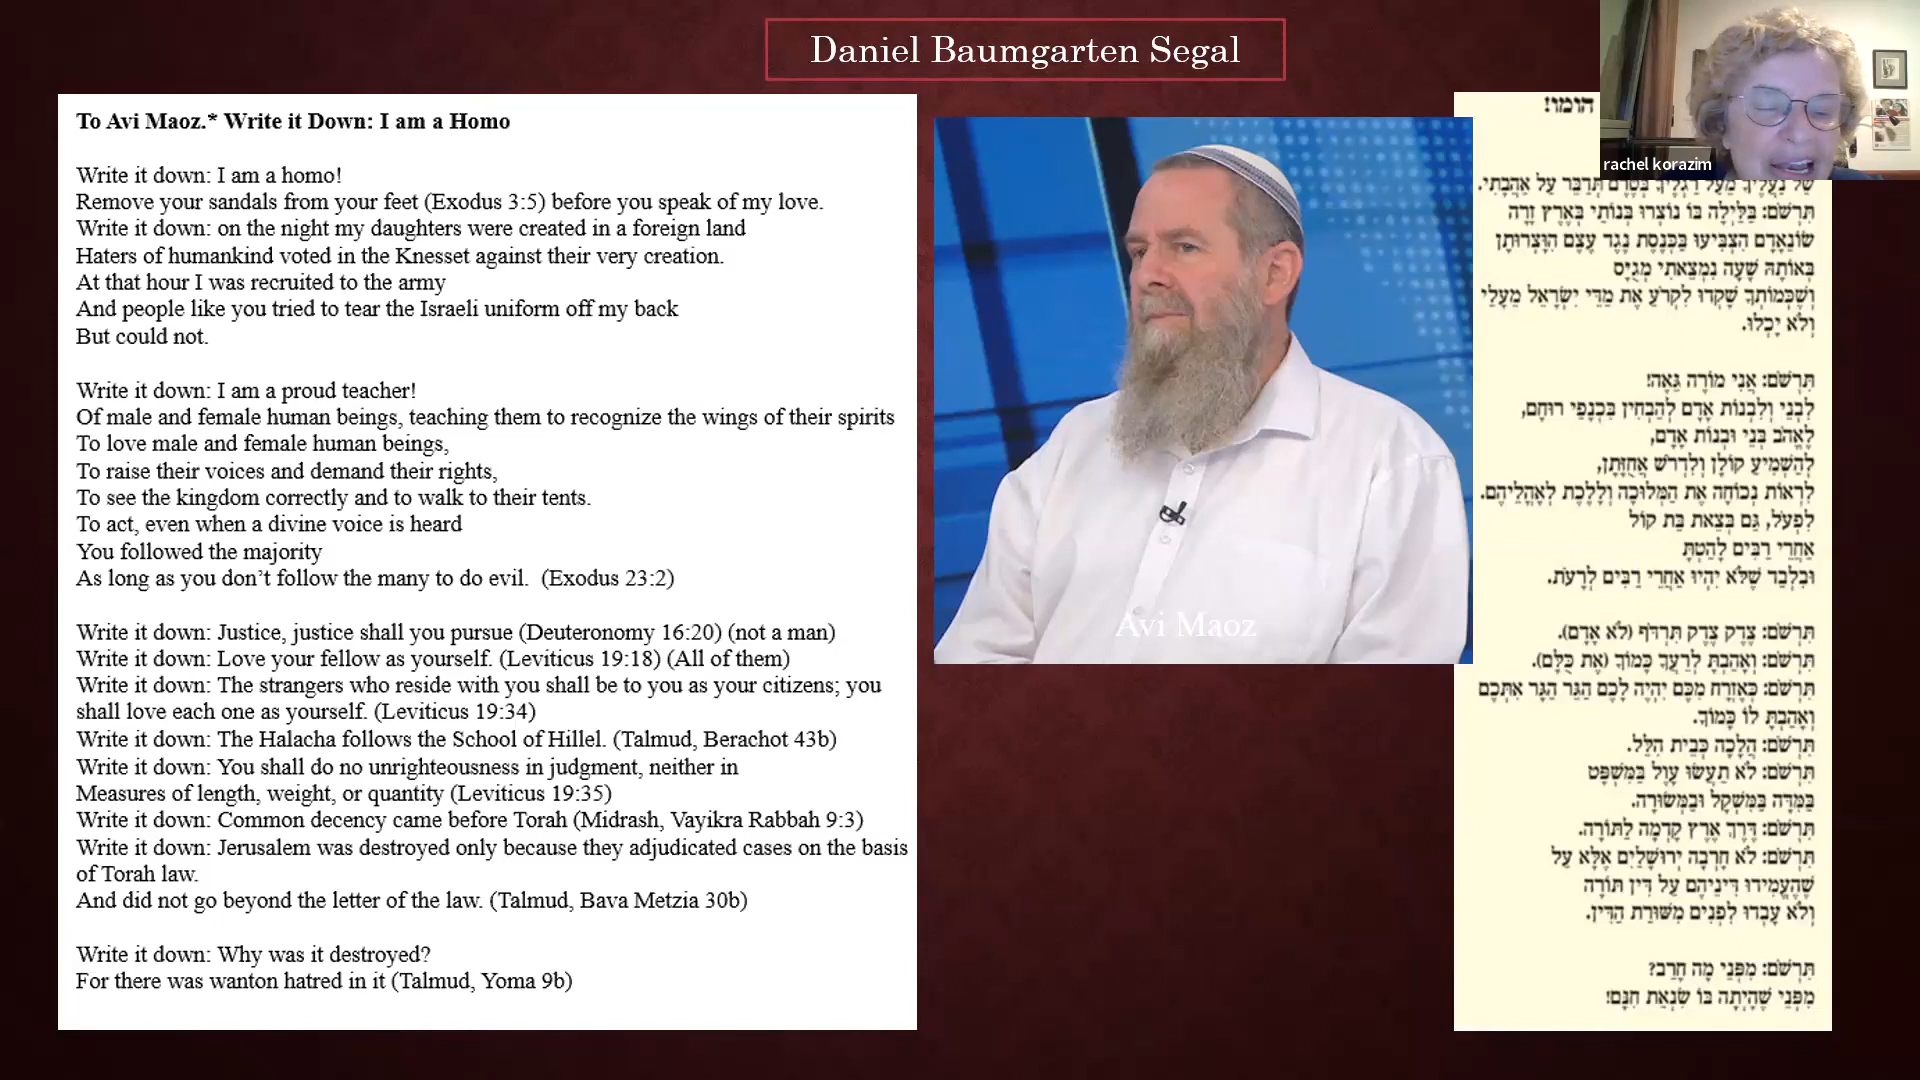 Daniel Baumgarten Segal
rachel korazim
To Avi Maoz.* Write it Down: I am a Homo
Write it down: I am a homo!
Remove your sandals from your feet (Exodus 3:5) before you speak of my love.
Write it down: on the night my daughters were created in a foreign land
Haters of humankind voted in the Knesset against their very creation.
At that hour I was recruited to the army
And people like you tried to tear the Israeli uniform off my back
But could not.
Write it down: I am a proud teacher!
Of male and female human beings, teaching them to recognize the wings of their spirits
To love male and female human beings,
To raise their voices and demand their rights,
To see the kingdom correctly and to walk to their tents.
To act, even when a divine voice is heard
You followed the majority
As long as you don’t follow the many to do evil.  (Exodus 23:2)
Write it down: Justice, justice shall you pursue (Deuteronomy 16:20) (not a man)
Write it down: Love your fellow as yourself. (Leviticus 19:18) (All of them)
Write it down: The strangers who reside with you shall be to you as your citizens; you
shall love each one as yourself. (Leviticus 19:34)
Write it down: The Halacha follows the School of Hillel. (Talmud, Berachot 43b)
Write it down: You shall do no unrighteousness in judgment, neither in
Measures of length, weight, or quantity (Leviticus 19:35)
Write it down: Common decency came before Torah (Midrash, Vayikra Rabbah 9:3)
Write it down: Jerusalem was destroyed only because they adjudicated cases on the basis
of Torah law.
And did not go beyond the letter of the law. (Talmud, Bava Metzia 30b)
Write it down: Why was it destroyed?
For there was wanton hatred in it (Talmud, Yoma 9b)
Avi Maoz
הומו!
שַׁל נְעָלֶיךָ מֵעַל רַגְלֶיךָ בְּטֶרֶם תְּדַבֵּר עַל אַהֲבָתִי.
תִּרְשֹׁם: בַּלַּיְלָה בּוֹ נוֹצְרוּ בְּנוֹתַי בְּאֶרֶץ זָרָה
שׂוֹנְאֵי אָדָם הִצְבִּיעוּ בַּכְּנֶסֶת נֶגֶד עֶצֶם הִוָּצְרוּתָן
בְּאוֹתָהּ שָׁעָה נִמְצֵאתִי מְגֻיָּס
וְשֶׁכְּמוֹתְךָ שָׁקְדוּ לִקְרֹעַ אֶת מַדֵּי יִשְׂרָאֵל מֵעָלַי
וְלֹא יָכְלוּ.
תִּרְשֹׁם: אֲנִי מוֹרֶה גֵּאֶה!
לִבְנֵי וְלִבְנוֹת אָדָם לְהַבְחִין בְּכַנְפֵי רוּחָם,
לֶאֱהֹב בְּנֵי וּבְנוֹת אָדָם,
לְהַשְׁמִיעַ קוֹלָן וְלִדְרֹשׁ אֲחֻזָּתָן,
לִרְאוֹת נְכוֹחָה אֶת הַמְּלוּכָה וְלָלֶכֶת לְאָהֳלֵיהֶם.
לִפְעֹל, גַּם בְּצֵאת בַּת קוֹל
אַחֲרֵי רַבִּים לְהַטֹּתָּ
וּבִלְבַד שֶׁלֹּא יִהְיוּ אַחֲרֵי רַבִּים לְרָעֹת.
תִּרְשֹׁם: צֶדֶק צֶדֶק תִּרְדֹּף (לֹא אָדָם).
תִּרְשֹׁם: וְאָהַבְתָּ לְרֵעֲךָ כָּמוֹךָ (אֶת כֻּלָּם).
תִּרְשֹׁם: כְּאֶזְרָח מִכֶּם יִהְיֶה לָכֶם הַגֵּר הַגָּר אִתְּכֶם
וְאָהַבְתָּ לוֹ כָּמוֹךָ.
תִּרְשֹׁם: הֲלָכָה כְּבֵית הִלֵּל.
תִּרְשֹׁם: לֹא תַעֲשׂוּ עָוֶל בַּמִּשְׁפָּט
בַּמִּדָּה בַּמִּשְׁקָל וּבַמְּשׂוּרָה.
תִּרְשֹׁם: דֶּרֶךְ אֶרֶץ קָדְמָה לַתּוֹרָה.
תִּרְשֹׁם: לֹא חָרְבָה יְרוּשָׁלַיִם אֶלָּא עַל
שֶׁהֶעֱמִידוּ דִּינֵיהֶם עַל דִּין תּוֹרָה
וְלֹא עָבְדוּ לִפְנִים מִשּׁוּרַת הַדִּין.
תִּרְשֹׁם: מִפְּנֵי מָה חָרַב?
מִפְּנֵי שֶׁהָיְתָה בּוֹ שִׂנְאַת חִנָּם!